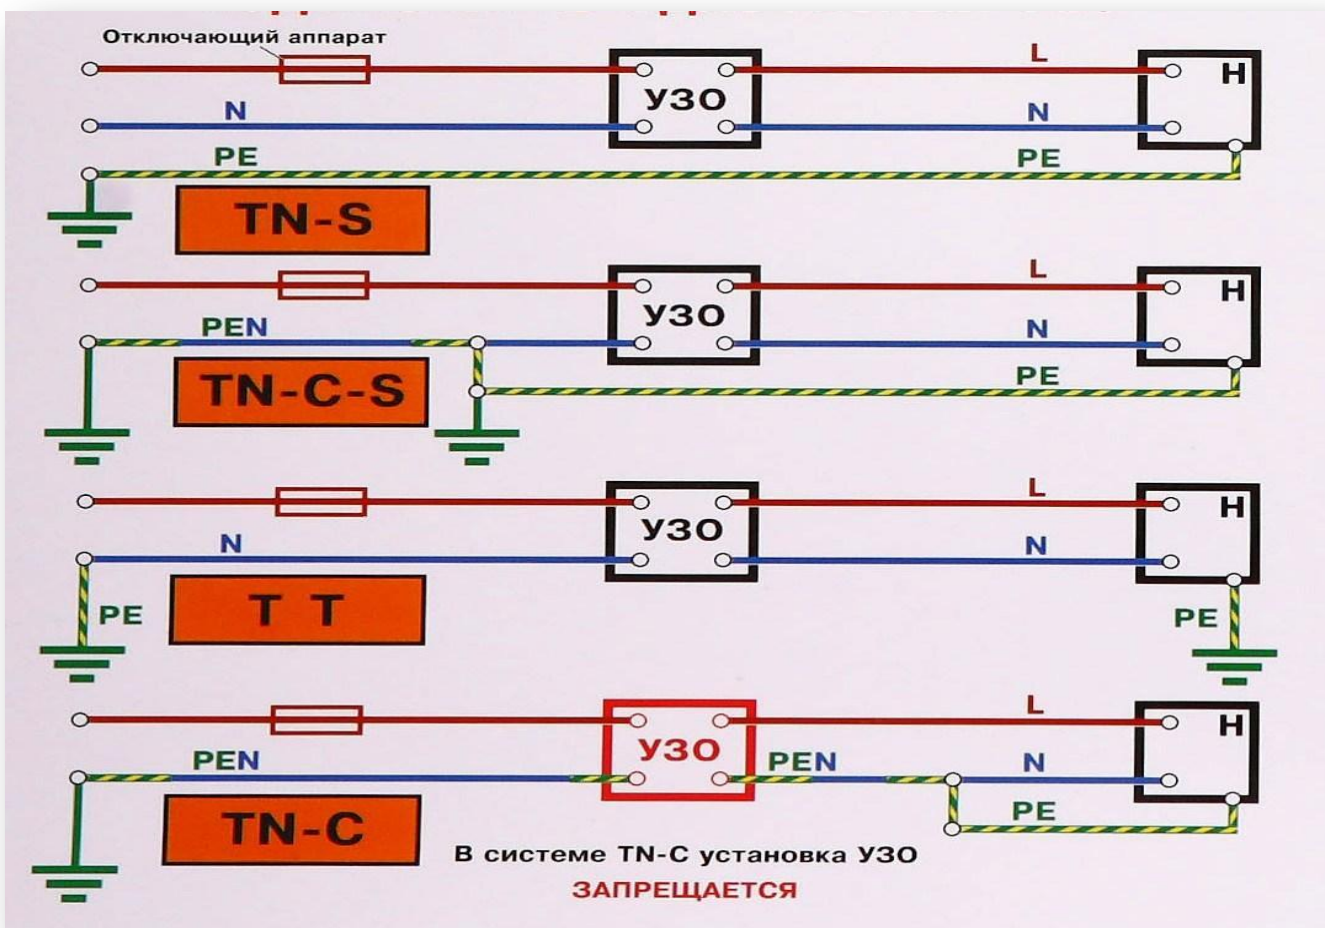 Отключающий аппарат
L
УЗО
Н
N
N
PE
PE
TN-S
L
УЗО
Н
PEN
N
PE
TN-C-S
L
УЗО
Н
N
N
PE
PE
T T
L
УЗО
Н
PEN
PEN
N
PE
TN-C
В системе TN-C установка УЗО
ЗАПРЕЩАЕТСЯ